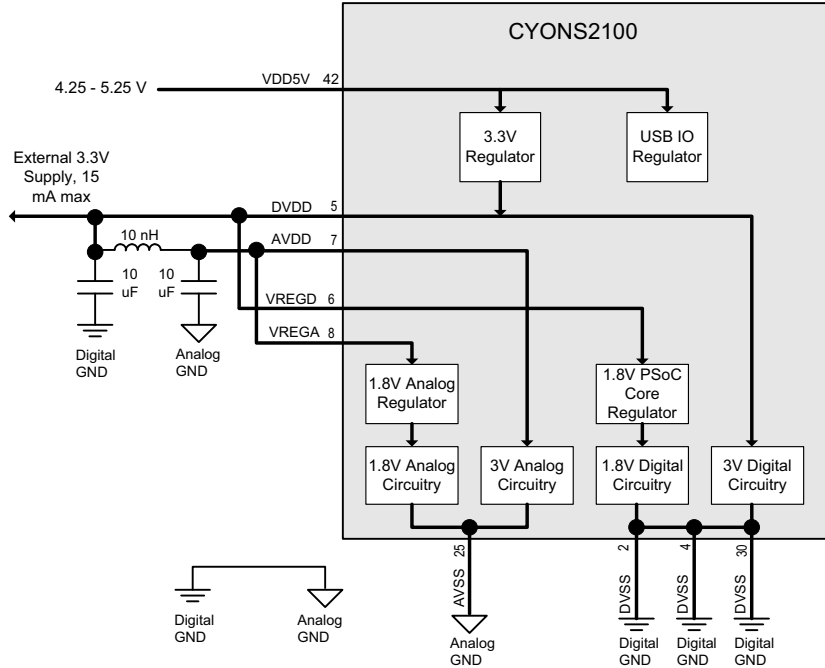 CYONS2100
VDD5V 42
4.25 - 5.25 V
3.3V
Regulator
USB IO
Regulator
External 3.3V
Supply, 15
mA max
DVDD 5
10 nH
AVDD 7
10
uF
10
uF
VREGD 6
VREGA 8
Digital
GND
Analog
GND
1.8V Analog
Regulator
1.8V PSoC
Core
Regulator
1.8V Analog
Circuitry
3V Analog
Circuitry
1.8V Digital
Circuitry
3V Digital
Circuitry
25
2
4
30
AVSS
DVSS
DVSS
DVSS
Digital
GND
Analog
GND
Analog
GND
Digital
GND
Digital
GND
Digital
GND